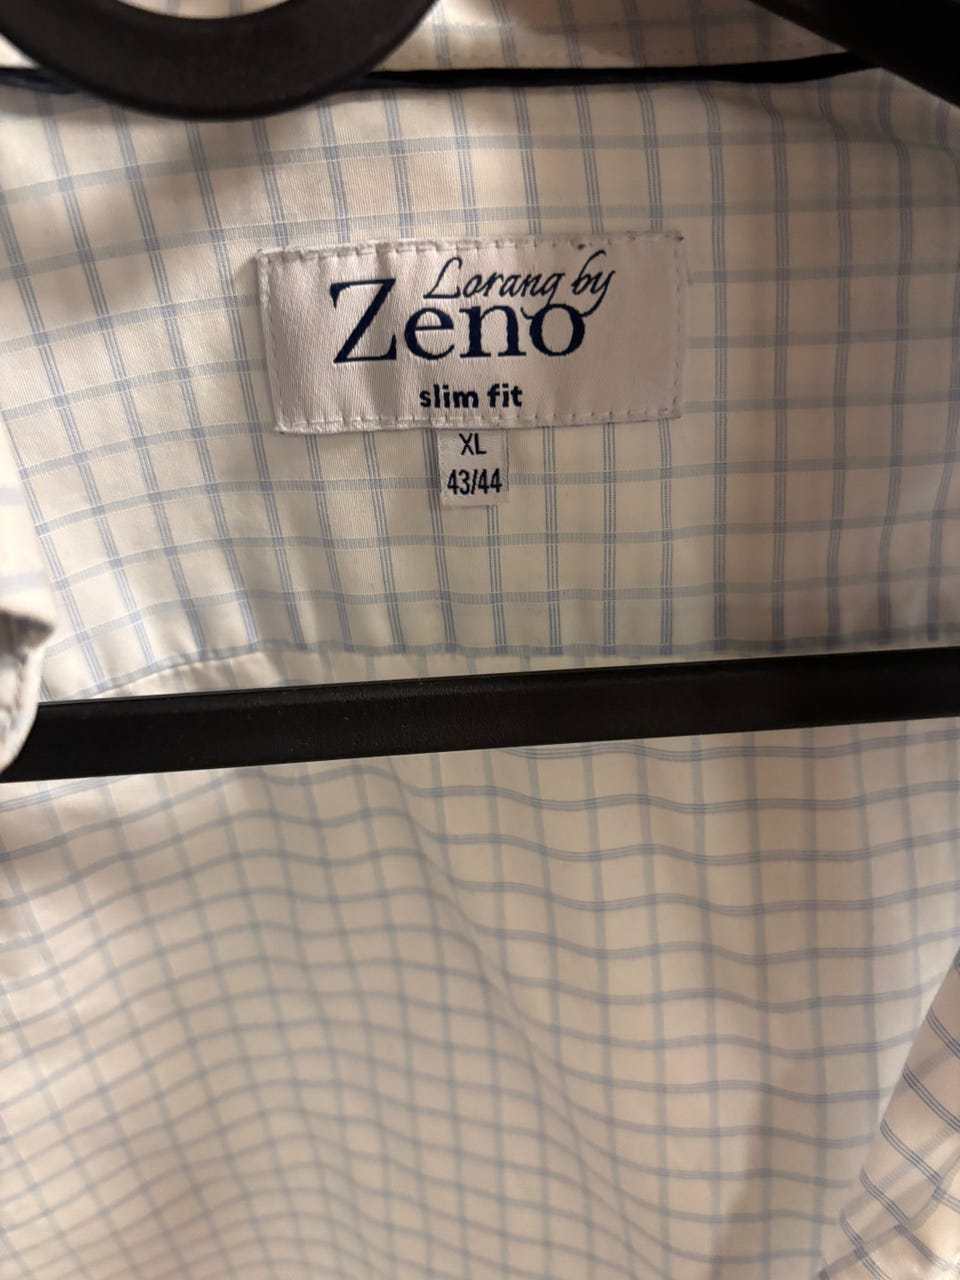 Lorang by
Zeno
slim fit
XL
43/44